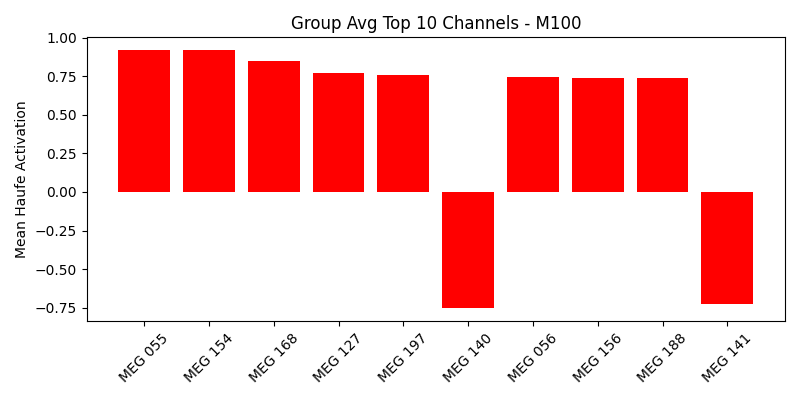 Group Avg Top 10 Channels - M100
Mean Haufe Activation
1.00
0.75
0.50
0.25
0.00
−0.25
−0.50
−0.75
MEG 055
MEG 154
MEG 168
MEG 127
MEG 197
MEG 140
MEG 056
MEG 156
MEG 188
MEG 141